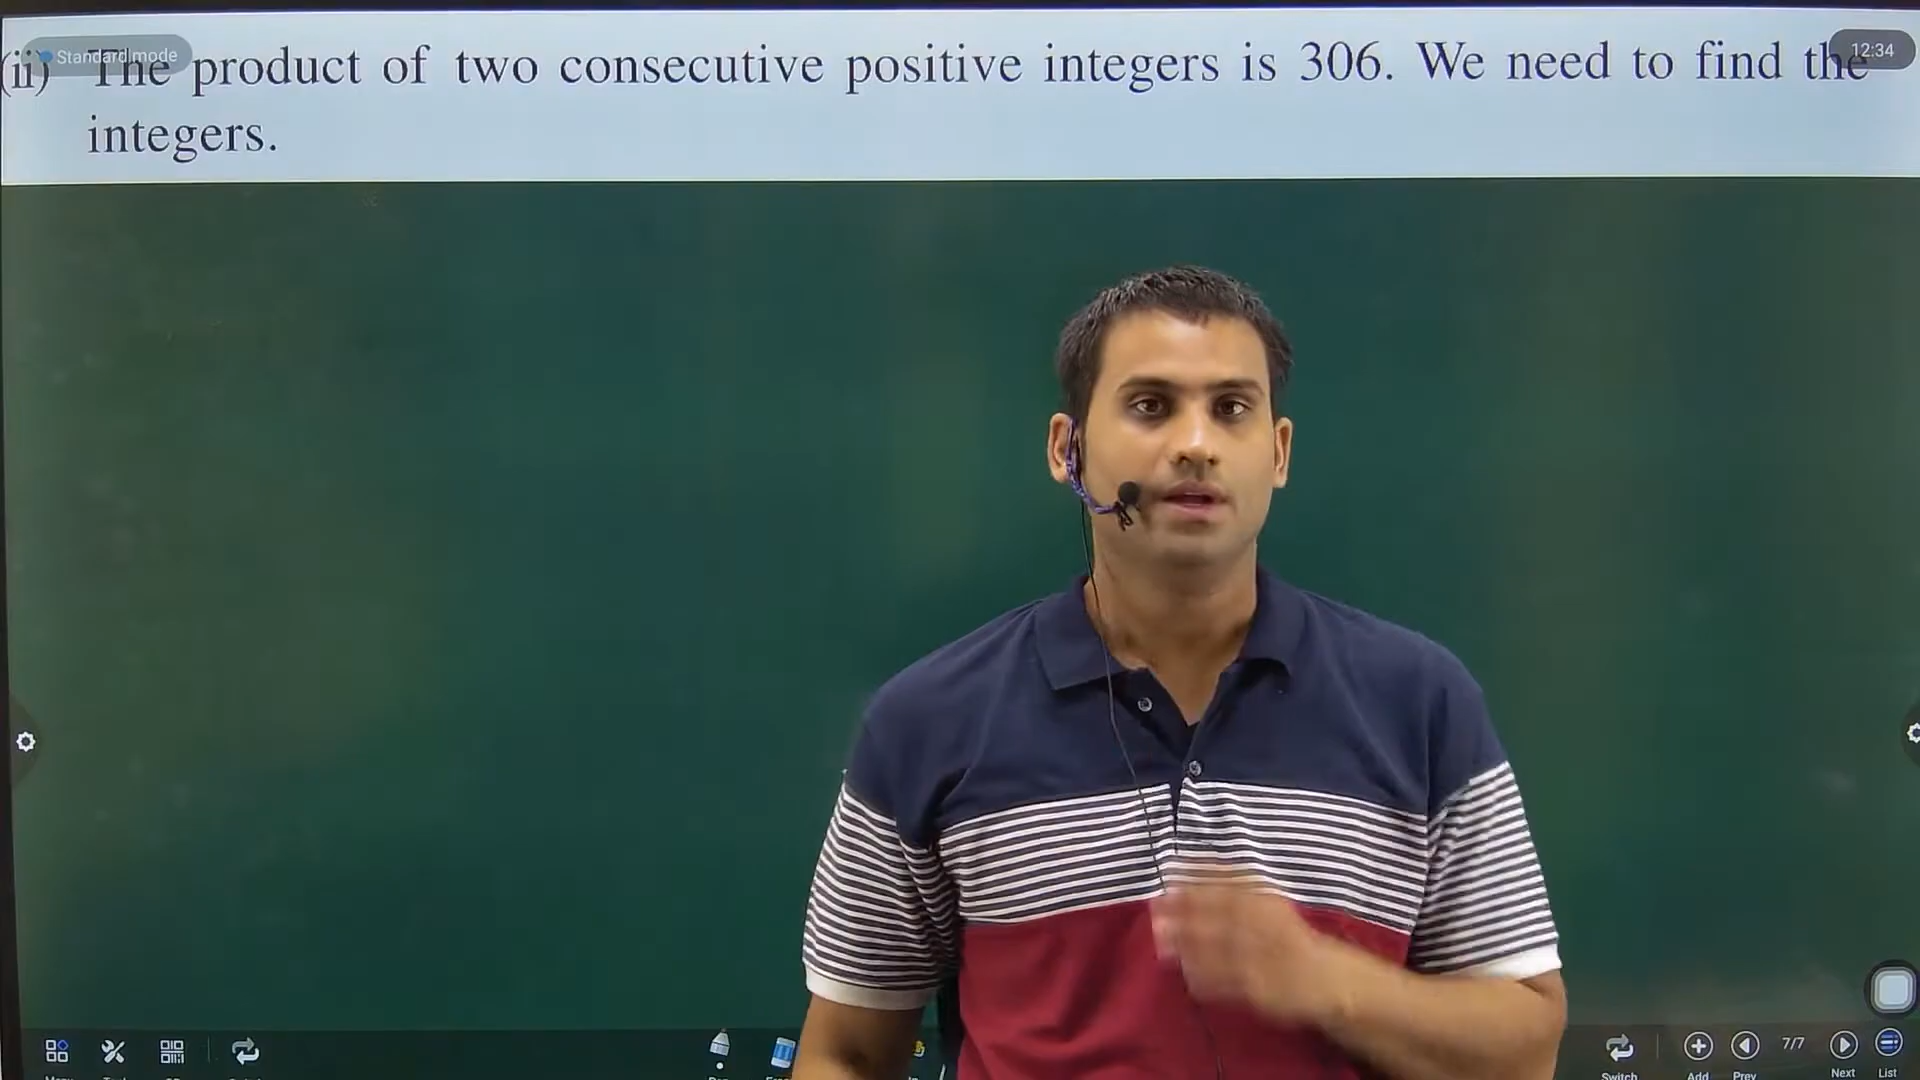 Standard mode
12:34
(ii) The product of two consecutive positive integers is 306. We need to find the
integers.
7/7
Switch
Add
Prev
Next
List